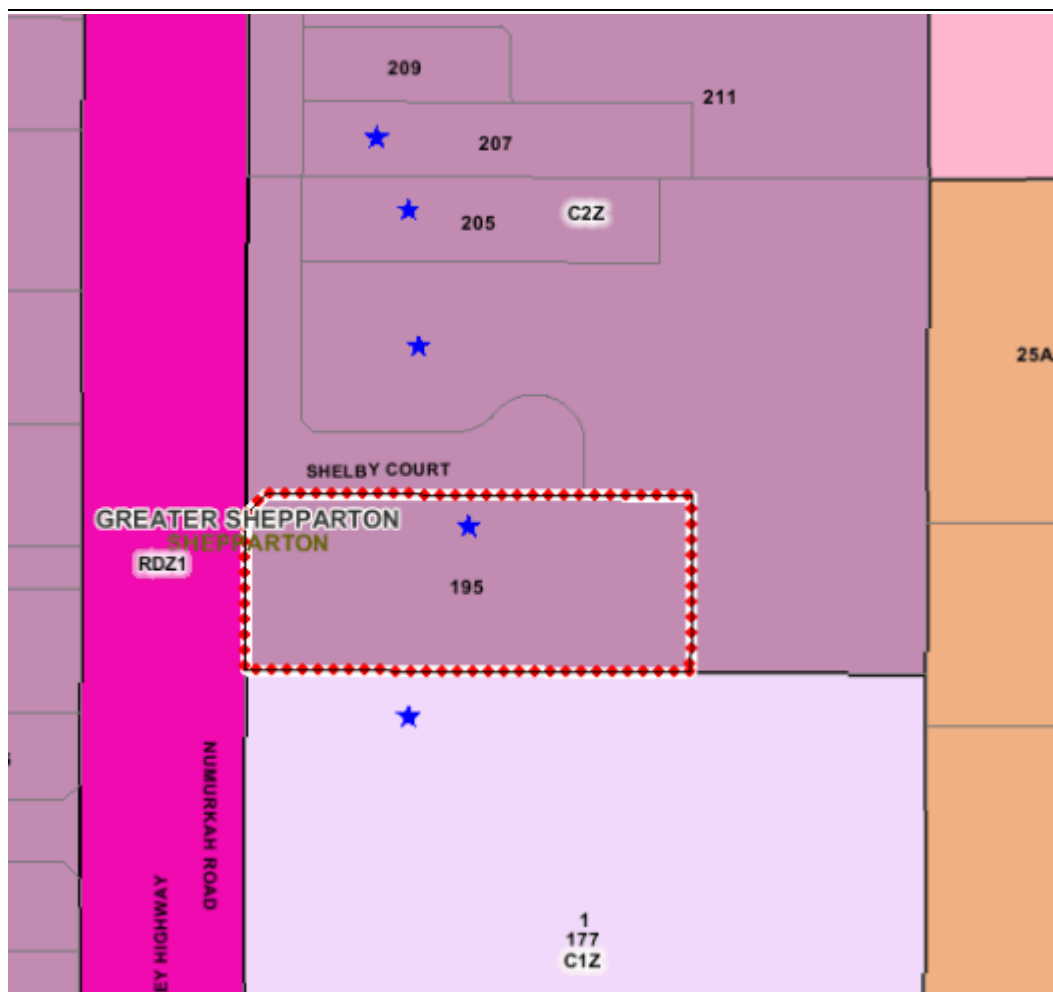 209
211
207
205
C2Z
25A
SHELBY COURT
GREATER SHEPPARTON
SHEPPARTON
RDZ1
195
NUMURKAH ROAD
EY HIGHWAY
1
177
C1Z